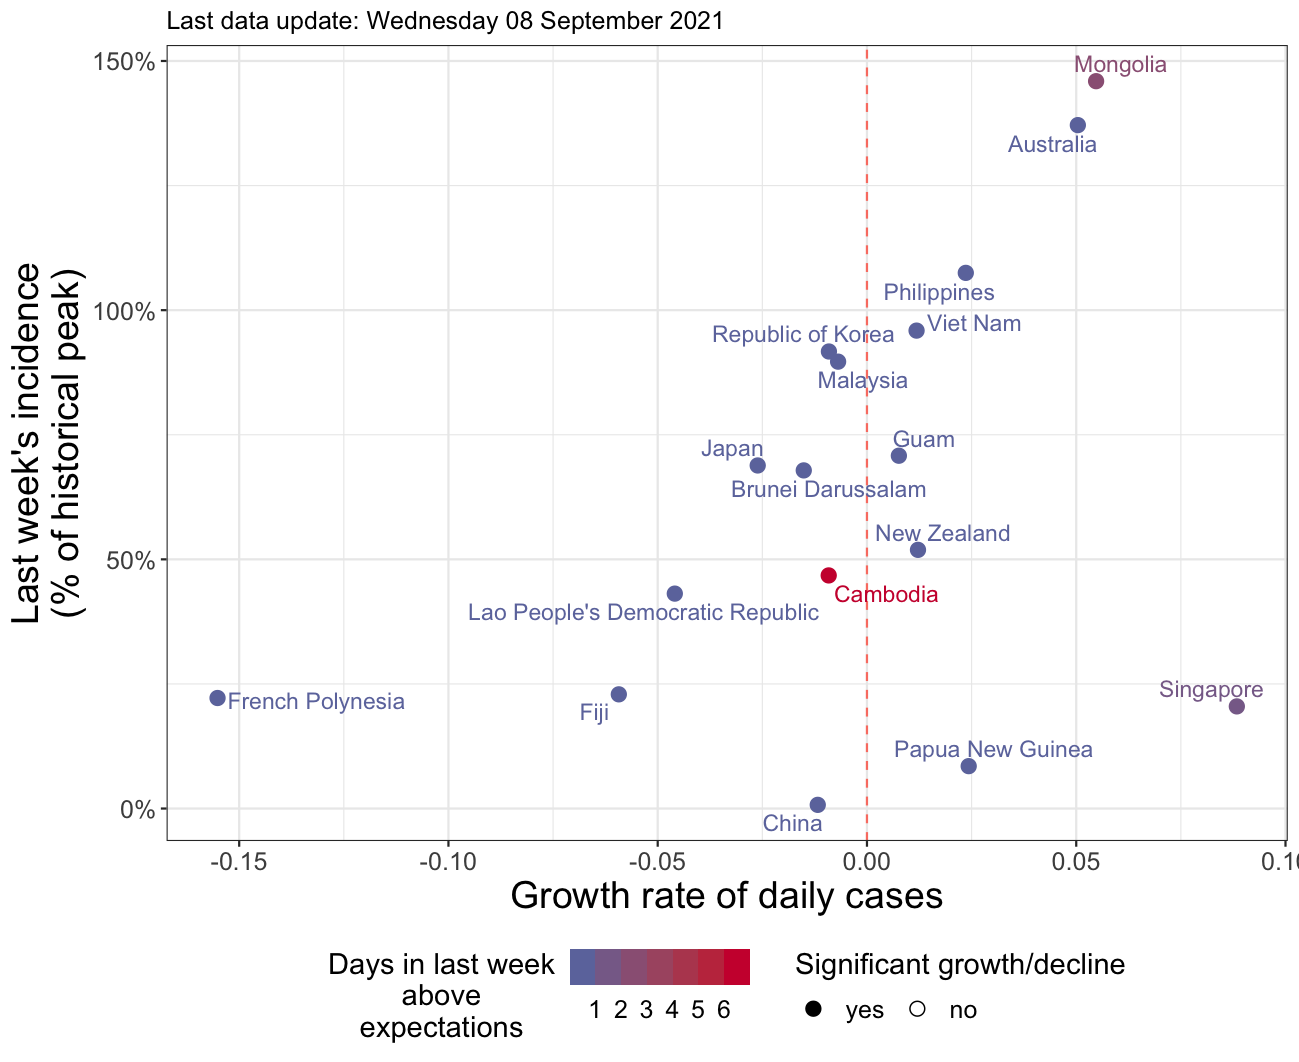 Last data update: Wednesday 08 September 2021
150%
Mongolia
Australia
Philippines
100%
Viet Nam
Republic of Korea
Malaysia
Guam
Japan
Brunei Darussalam
New Zealand
50%
Cambodia
Lao People's Democratic Republic
Singapore
French Polynesia
Fiji
Papua New Guinea
0%
China
Last week's incidence
(% of historical peak)
-0.15 -0.10 -0.05 0.00 0.05 0.10
Growth rate of daily cases
Days in last week
above
expectations
1 2 3 4 5 6
Significant growth/decline
yes no